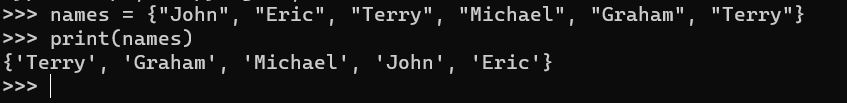 >>> names = {"John", "Eric", "Terry", "Michael", "Graham", "Terry"}
>>> print(names)
{'Terry', 'Graham', 'Michael', 'John', 'Eric'}
>>>